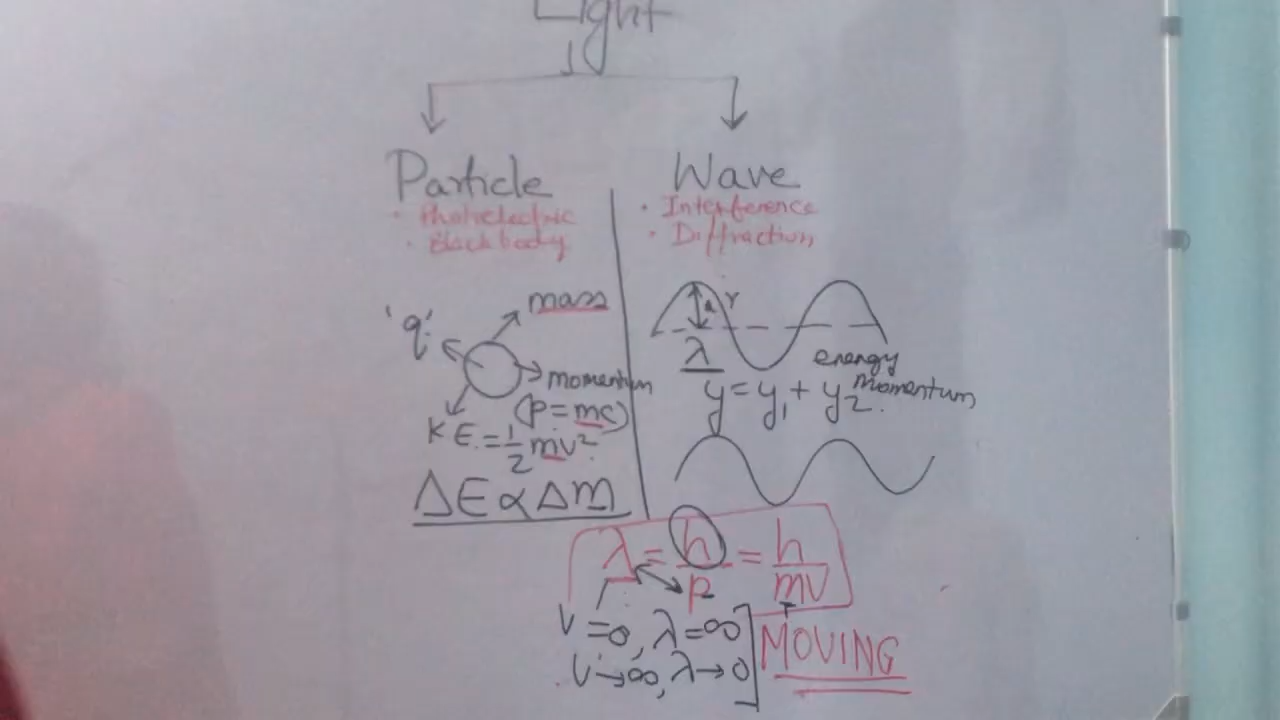 Light
Particle
• Photoelectric
• Black body
'q'
mass
momentum
(p = mc)
K E. = 1/2 mv²
ΔE ∝ Δm
Wave
• Interference
• Diffraction
a
λ
energy
momentum
y = y₁ + y₂.
λ = h/p = h/mv
V = 0, λ = ∞
V → ∞, λ → 0
MOVING